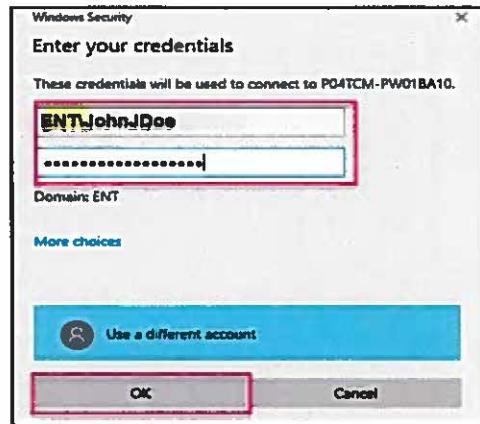 Windows Security
Enter your credentials
These credentials will be used to connect to P04TCM-PW01BA10.
ENT\JohnJDoe
••••••••••••••••••
Domain: ENT
More choices
Use a different account
OK
Cancel